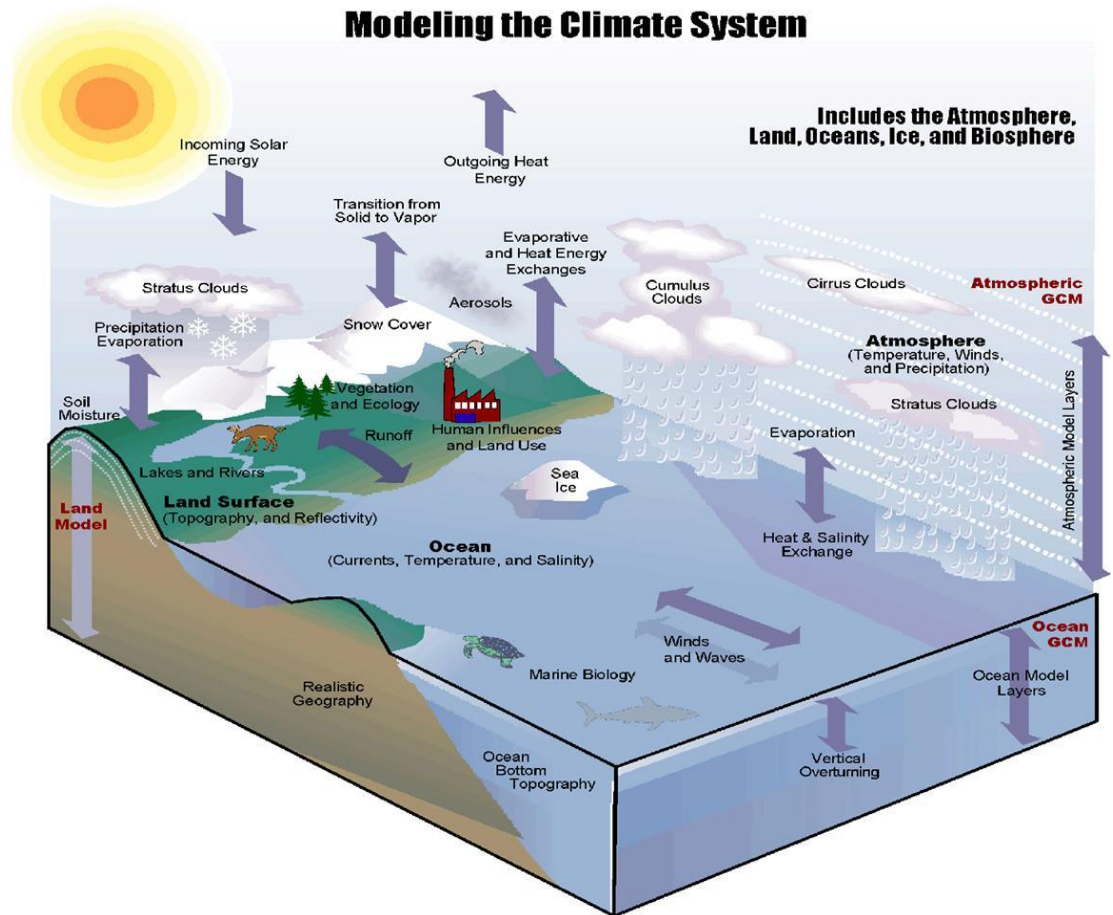 Modeling the Climate System
Includes the Atmosphere,
Land, Oceans, Ice, and Biosphere
Incoming Solar
Energy
Outgoing Heat
Energy
Transition from
Solid to Vapor
Evaporative
and Heat Energy
Exchanges
Stratus Clouds
Aerosols
Cumulus
Clouds
Cirrus Clouds
Atmospheric
GCM
Precipitation
Evaporation
Snow Cover
Atmosphere
(Temperature, Winds,
and Precipitation)
Stratus Clouds
Atmospheric Model Layers
Soil
Moisture
Vegetation
and Ecology
Human Influences
and Land Use
Runoff
Evaporation
Lakes and Rivers
Sea
Ice
Land
Model
Land Surface
(Topography, and Reflectivity)
Heat & Salinity
Exchange
Ocean
(Currents, Temperature, and Salinity)
Ocean
GCM
Winds
and Waves
Marine Biology
Ocean Model
Layers
Realistic
Geography
Ocean
Bottom
Topography
Vertical
Overturning